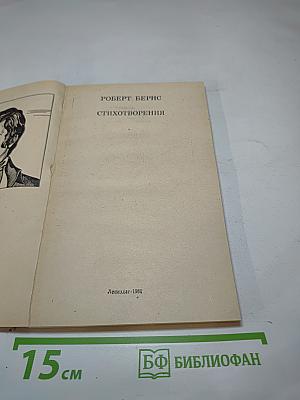 РОБЕРТ БЕРНС
СТИХОТВОРЕНИЯ
Лениздат·1981
15 см
БФ БИБЛИОФАН